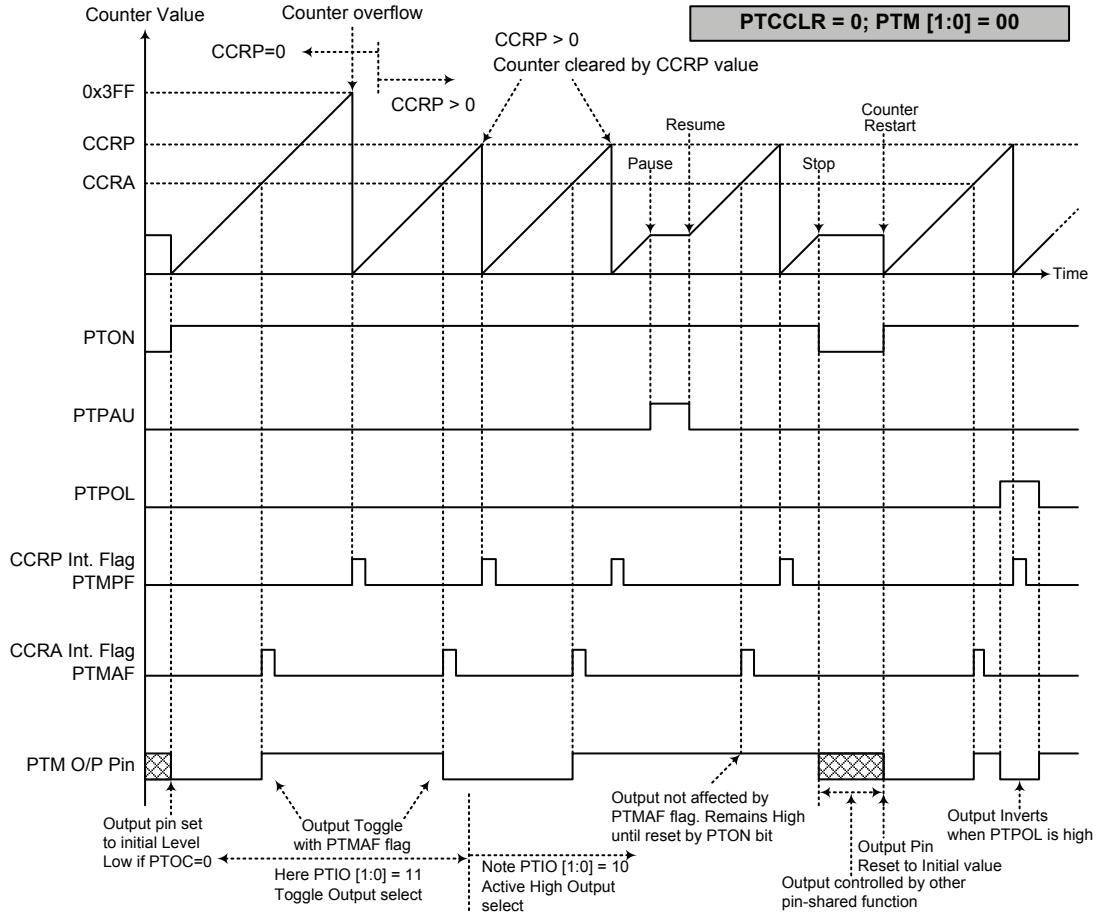 Counter Value
Counter overflow
PTCCLR = 0; PTM [1:0] = 00
CCRP=0
CCRP > 0
CCRP > 0
Counter cleared by CCRP value
0x3FF
CCRP
CCRA
Pause
Resume
Stop
Counter
Restart
Time
PTON
PTPAU
PTPOL
CCRP Int. Flag
PTMPF
CCRA Int. Flag
PTMAF
PTM O/P Pin
Output pin set
to initial Level
Low if PTOC=0
Output Toggle
with PTMAF flag
Here PTIO [1:0] = 11
Toggle Output select
Note PTIO [1:0] = 10
Active High Output
select
Output not affected by
PTMAF flag. Remains High
until reset by PTON bit
Output Pin
Reset to Initial value
Output controlled by other
pin-shared function
Output Inverts
when PTPOL is high